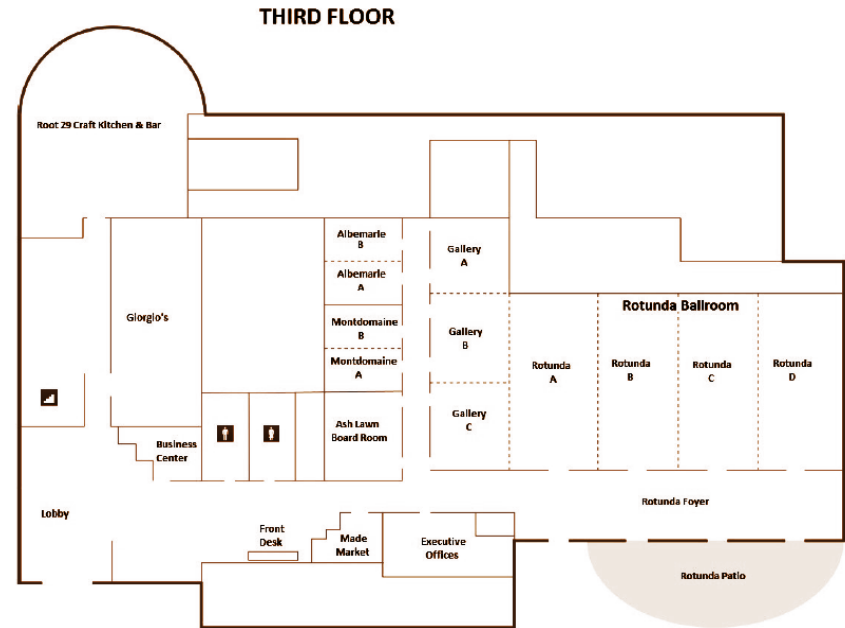 THIRD FLOOR
Root 29 Craft Kitchen & Bar
Albemarle
B
Albemarle
A
Gallery
A
Giorgio's
Montdomaine
B
Montdomaine
A
Gallery
B
Rotunda Ballroom
Rotunda
A
Rotunda
B
Rotunda
C
Rotunda
D
Gallery
C
Ash Lawn
Board Room
Business
Center
Lobby
Rotunda Foyer
Front
Desk
Made
Market
Executive
Offices
Rotunda Patio